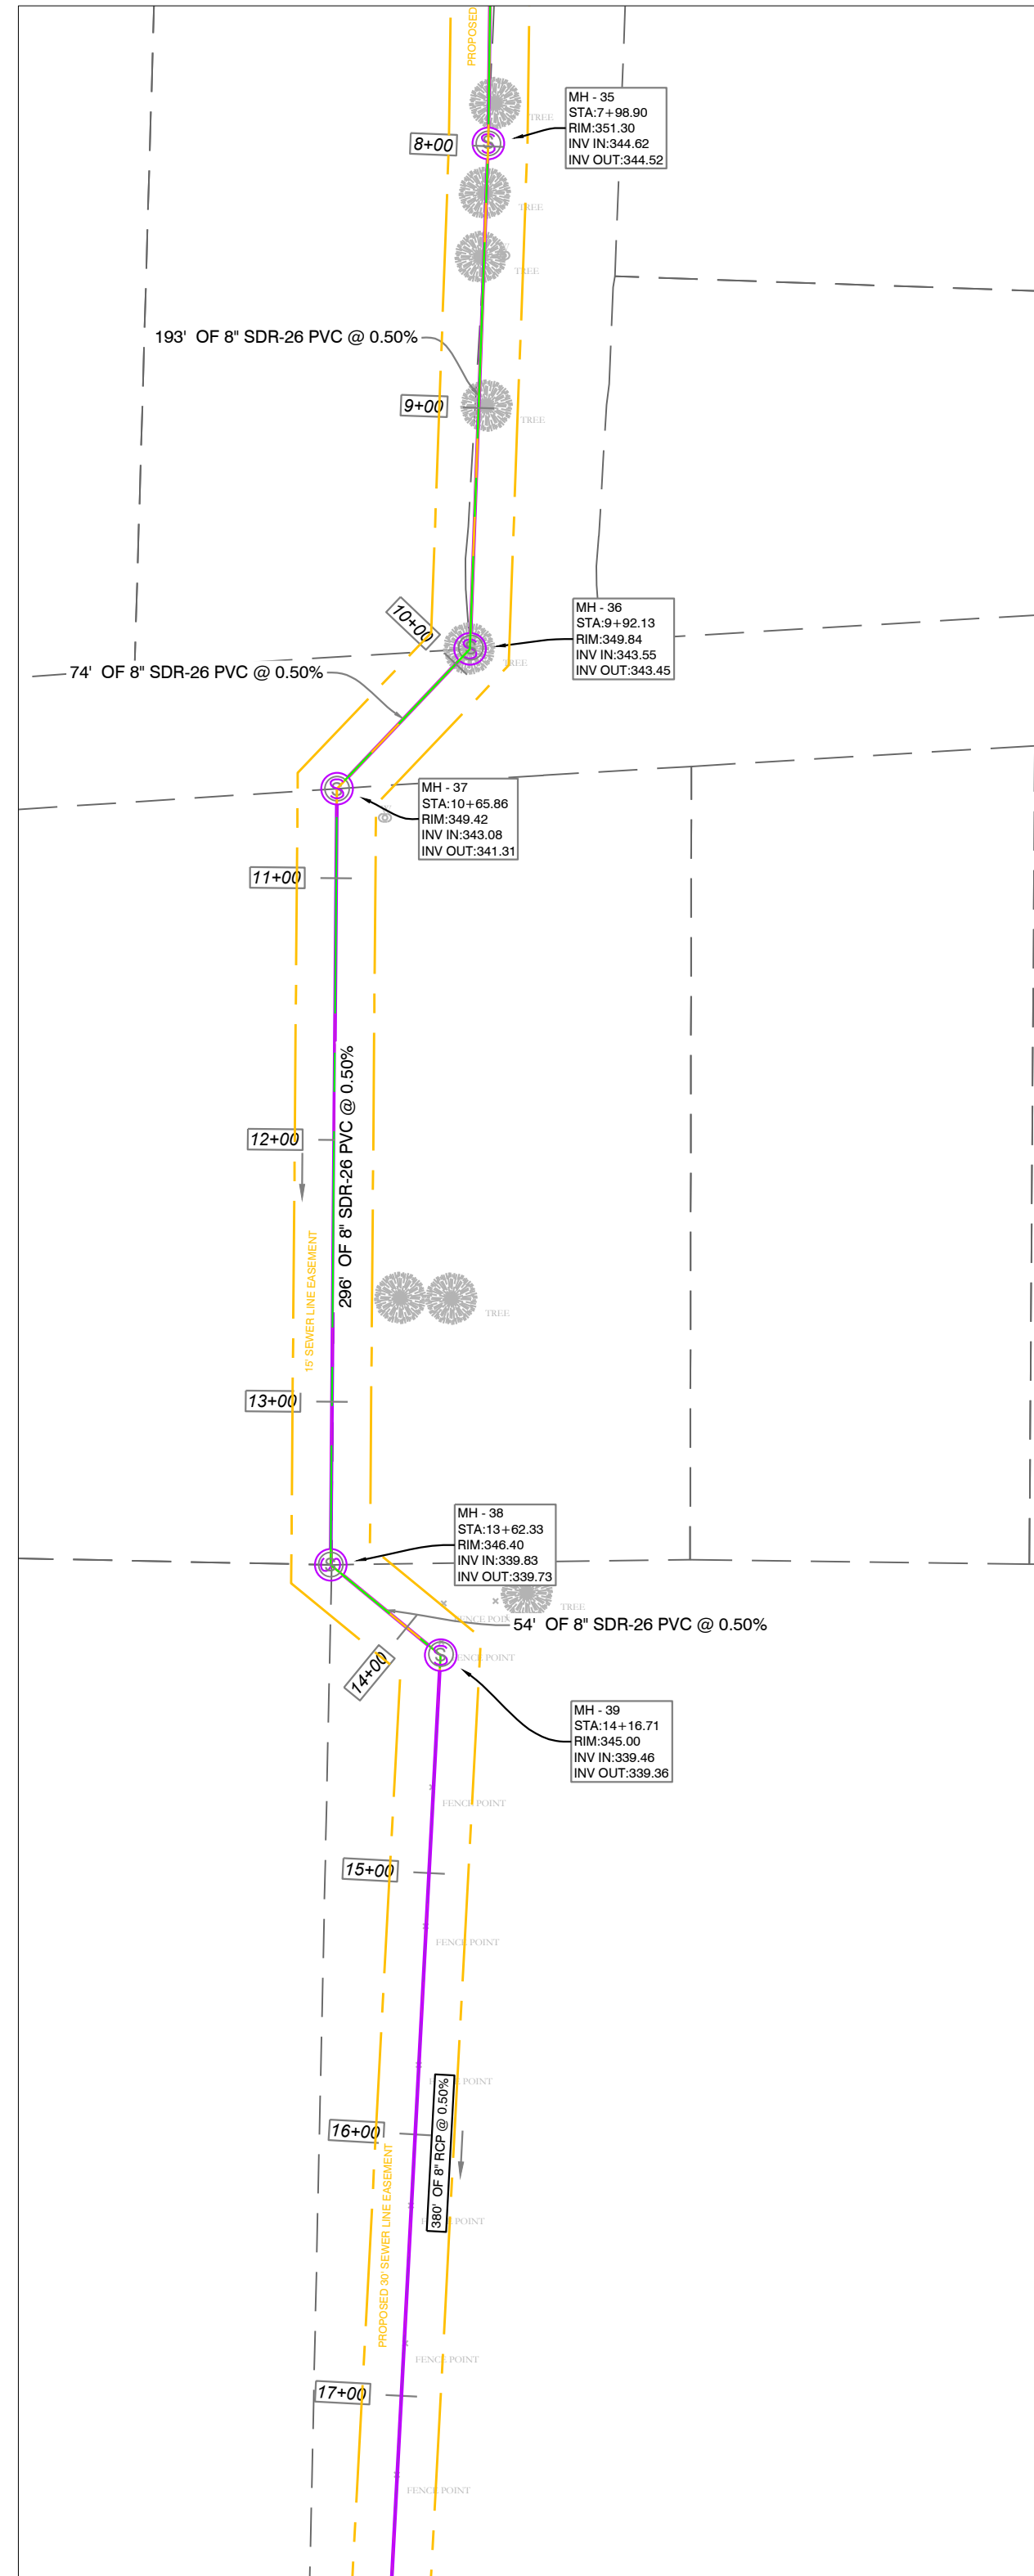 PROPOSED
MH - 35
STA:7+98.90
RIM:351.30
INV IN:344.62
INV OUT:344.52
TREE
8+00
TREE
TREE
193' OF 8" SDR-26 PVC @ 0.50%
9+00
TREE
10+00
MH - 36
STA:9+92.13
RIM:349.84
INV IN:343.55
INV OUT:343.45
TREE
74' OF 8" SDR-26 PVC @ 0.50%
MH - 37
STA:10+65.86
RIM:349.42
INV IN:343.08
INV OUT:341.31
11+00
296' OF 8" SDR-26 PVC @ 0.50%
12+00
15' SEWER LINE EASEMENT
TREE
13+00
MH - 38
STA:13+62.33
RIM:346.40
INV IN:339.83
INV OUT:339.73
TREE
54' OF 8" SDR-26 PVC @ 0.50%
FENCE POINT
14+00
MH - 39
STA:14+16.71
RIM:345.00
INV IN:339.46
INV OUT:339.36
FENCE POINT
15+00
FENCE POINT
POINT
16+00
380' OF 8" RCP @ 0.50%
POINT
PROPOSED 30' SEWER LINE EASEMENT
FENCE POINT
17+00
FENCE POINT